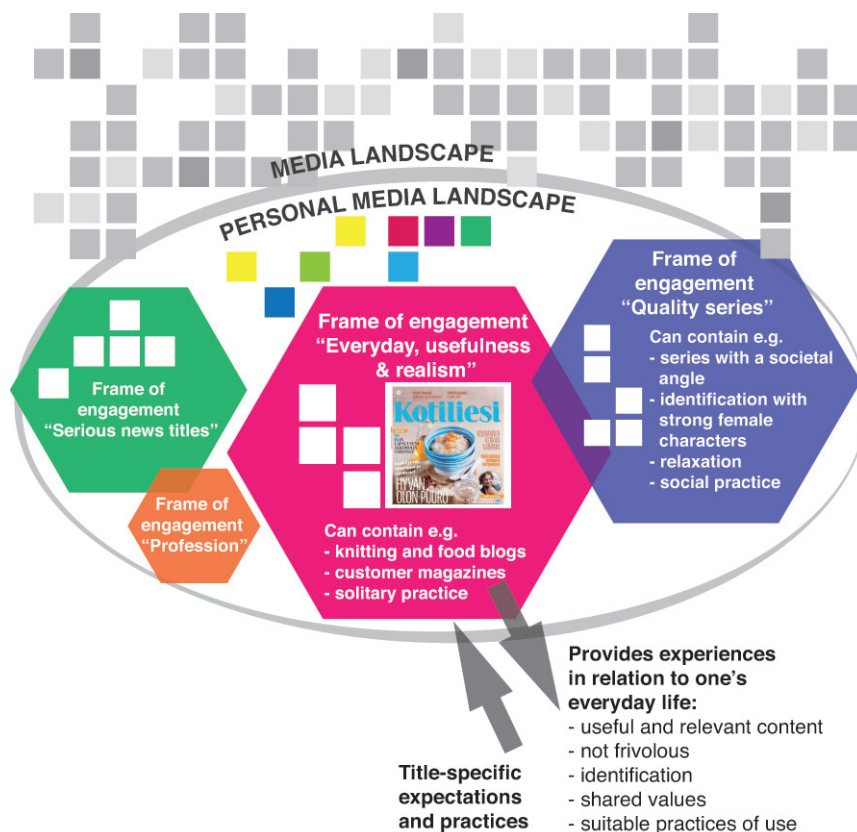 MEDIA LANDSCAPE
PERSONAL MEDIA LANDSCAPE
Frame of
engagement
“Serious news titles”
Frame of
engagement
“Profession”
Frame of engagement
“Everyday, usefulness
& realism”
Kotiliesi
HYVÄN
OLON PUURO
Can contain e.g.
- knitting and food blogs
- customer magazines
- solitary practice
Frame of
engagement
“Quality series”
Can contain e.g.
- series with a societal
angle
- identification with
strong female
characters
- relaxation
- social practice
Title-specific
expectations
and practices
Provides experiences
in relation to one’s
everyday life:
- useful and relevant content
- not frivolous
- identification
- shared values
- suitable practices of use